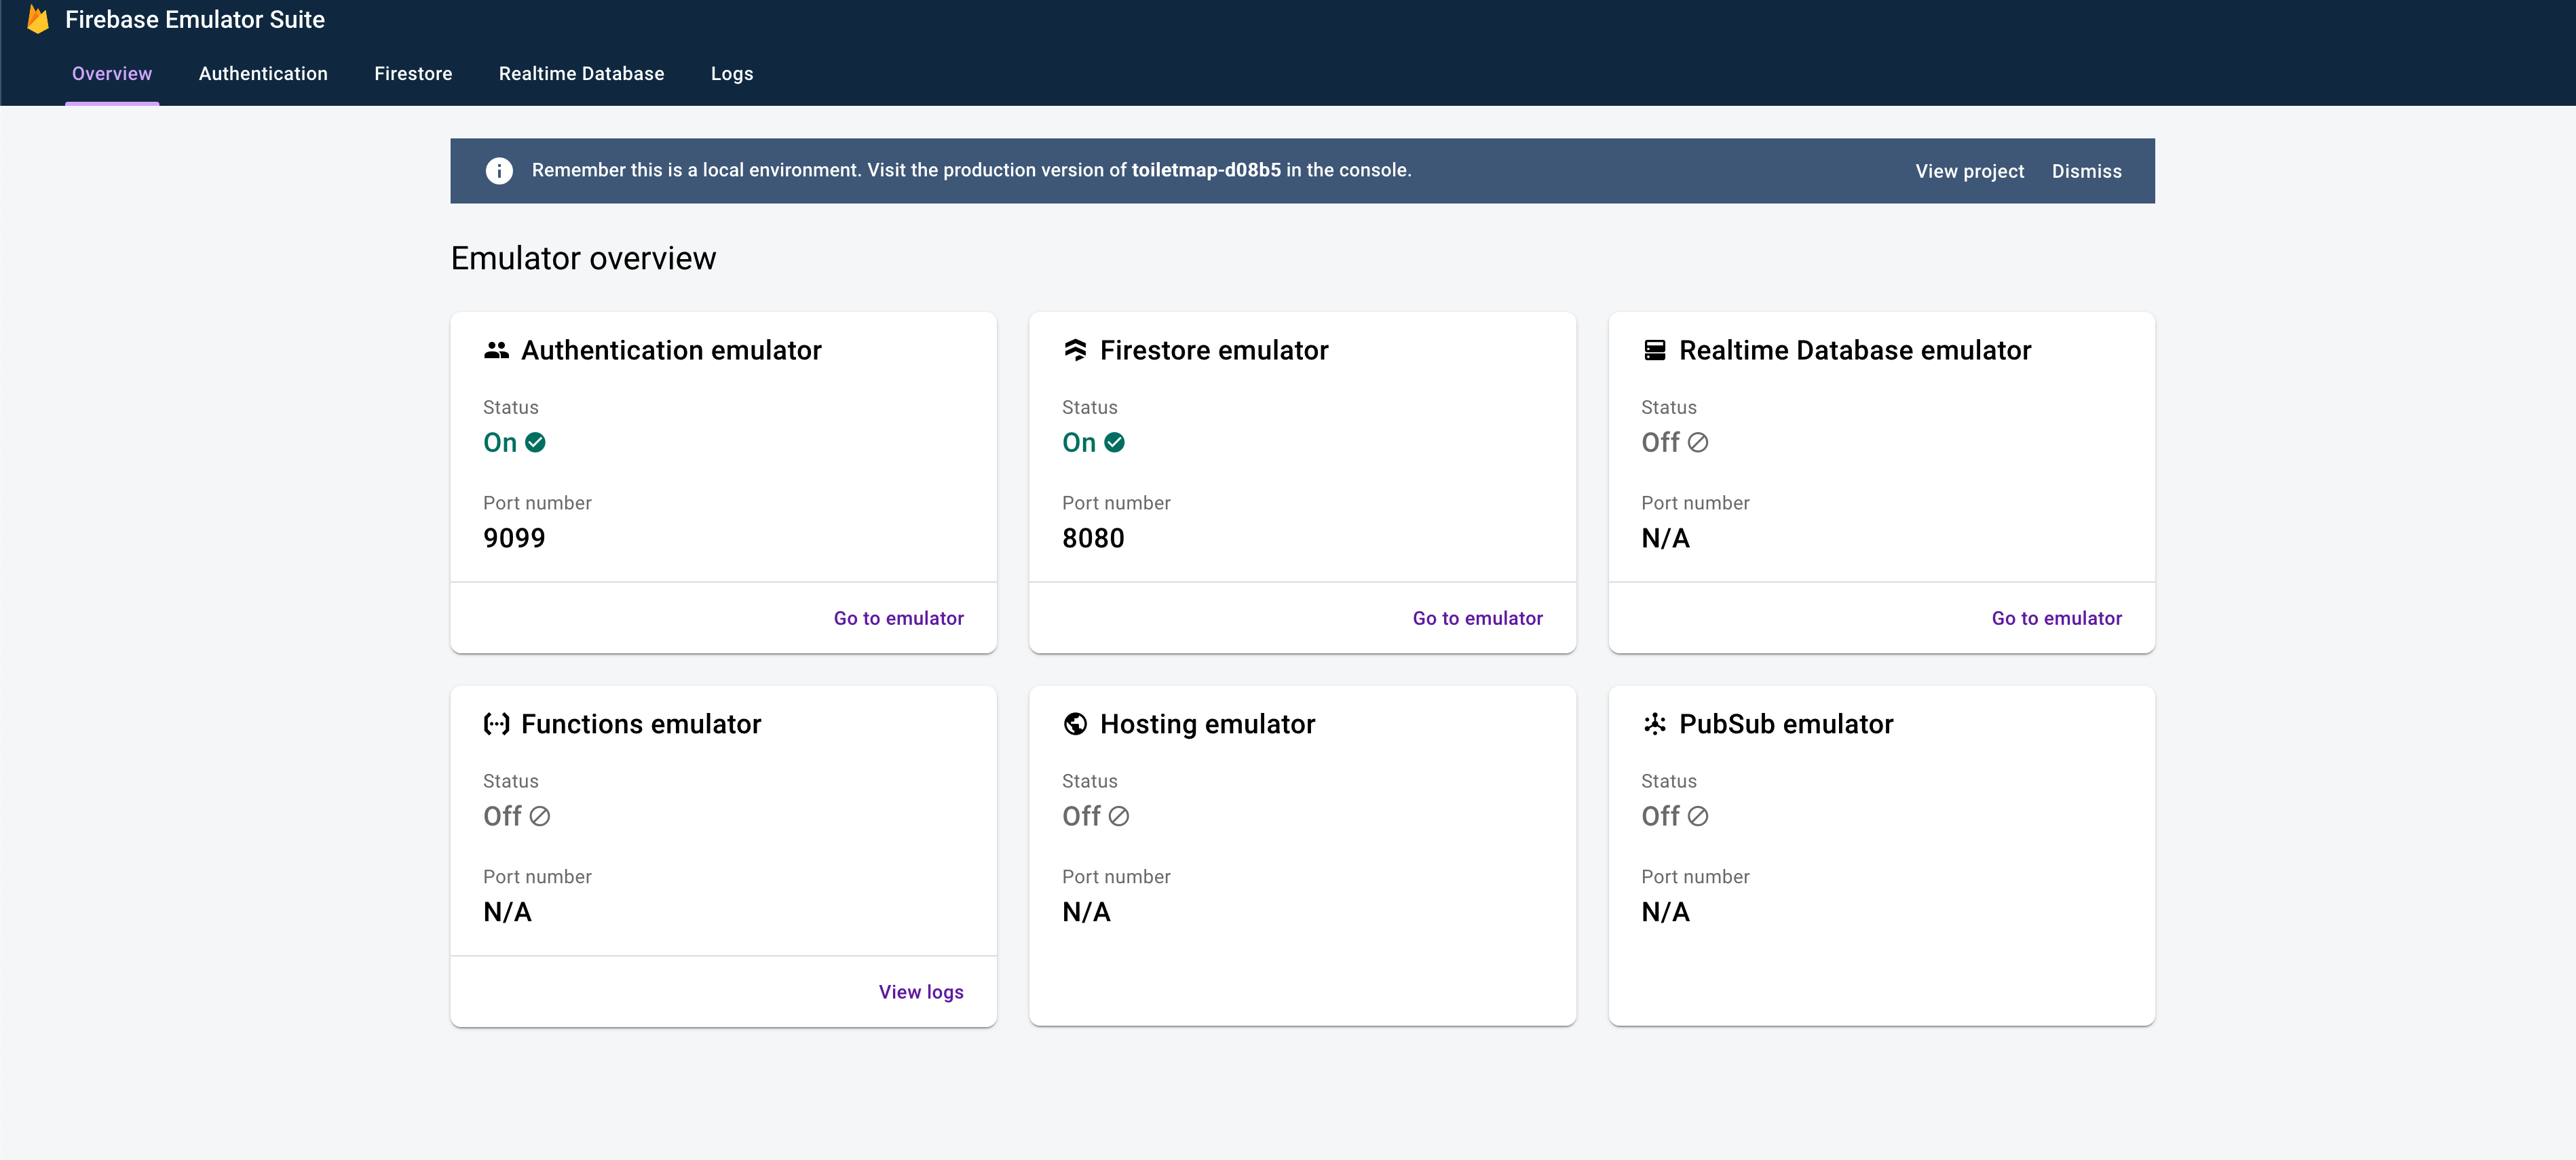 Firebase Emulator Suite
Overview Authentication Firestore Realtime Database Logs
Remember this is a local environment. Visit the production version of toiletmap-d08b5 in the console. View project Dismiss
Emulator overview
Authentication emulator
Status
On
Port number
9099
Go to emulator
Firestore emulator
Status
On
Port number
8080
Go to emulator
Realtime Database emulator
Status
Off
Port number
N/A
Go to emulator
Functions emulator
Status
Off
Port number
N/A
View logs
Hosting emulator
Status
Off
Port number
N/A
PubSub emulator
Status
Off
Port number
N/A